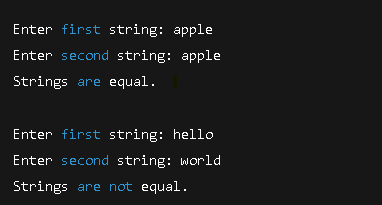 Enter first string: apple
Enter second string: apple
Strings are equal.
Enter first string: hello
Enter second string: world
Strings are not equal.